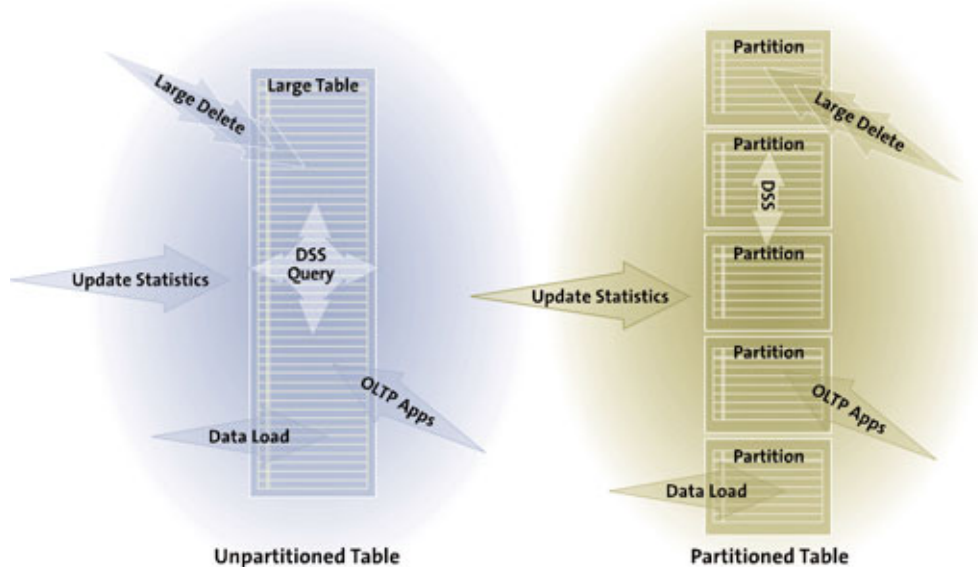 Large Table
Large Delete
DSS
Query
Update Statistics
OLTP Apps
Data Load
Unpartitioned Table
Partition
Large Delete
Partition
DSS
Partition
Update Statistics
Partition
OLTP Apps
Partition
Data Load
Partitioned Table